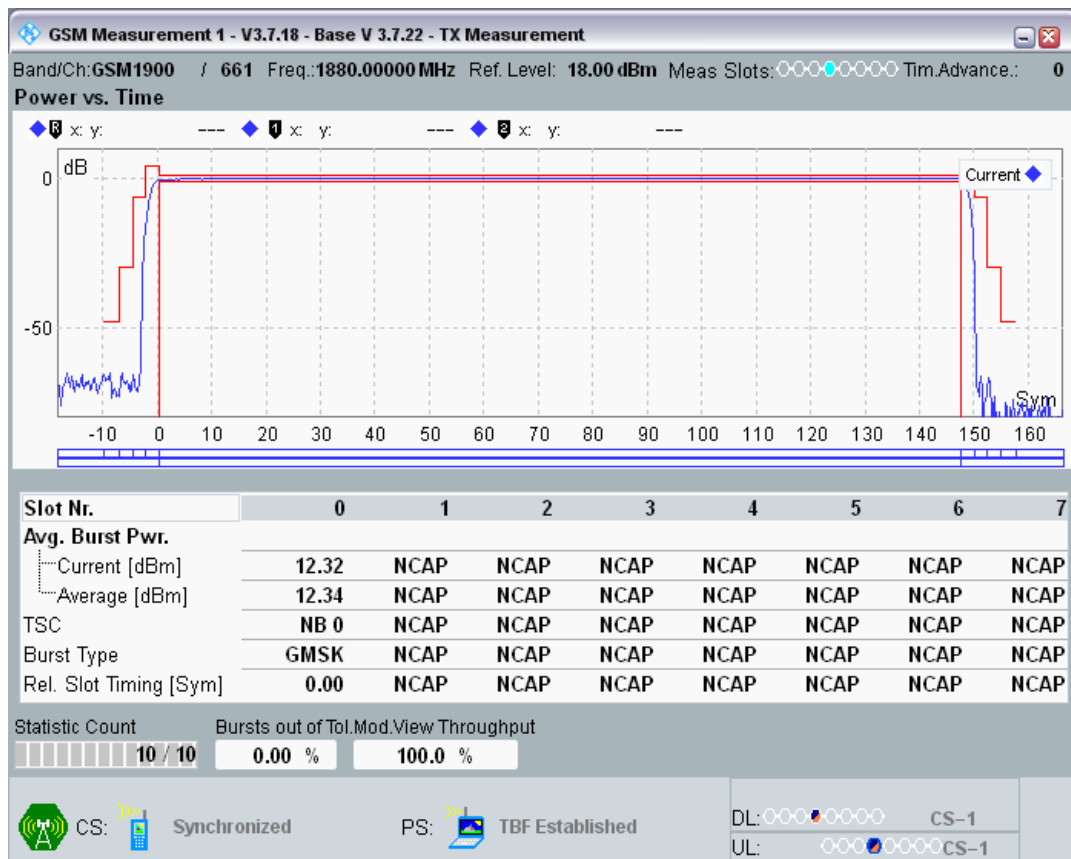 GSM Measurement 1 - V3.7.18 - Base V 3.7.22 - TX Measurement
Band/Ch:GSM1900 / 661 Freq.:1880.00000 MHz Ref. Level: 18.00 dBm Meas Slots: Tim.Advance.: 0
Power vs. Time
R x: y: --- 1 x: y: --- 2 x: y: ---
dB
0
Current
-50
Sym
-10 0 10 20 30 40 50 60 70 80 90 100 110 120 130 140 150 160
Slot Nr. 0 1 2 3 4 5 6 7
Avg. Burst Pwr.
Current [dBm] 12.32 NCAP NCAP NCAP NCAP NCAP NCAP NCAP
Average [dBm] 12.34 NCAP NCAP NCAP NCAP NCAP NCAP NCAP
TSC NB 0 NCAP NCAP NCAP NCAP NCAP NCAP NCAP
Burst Type GMSK NCAP NCAP NCAP NCAP NCAP NCAP NCAP
Rel. Slot Timing [Sym] 0.00 NCAP NCAP NCAP NCAP NCAP NCAP NCAP
Statistic Count Bursts out of Tol.Mod.View Throughput
10 / 10 0.00 % 100.0 %
CS: Synchronized PS: TBF Established
DL: CS-1
UL: CS-1